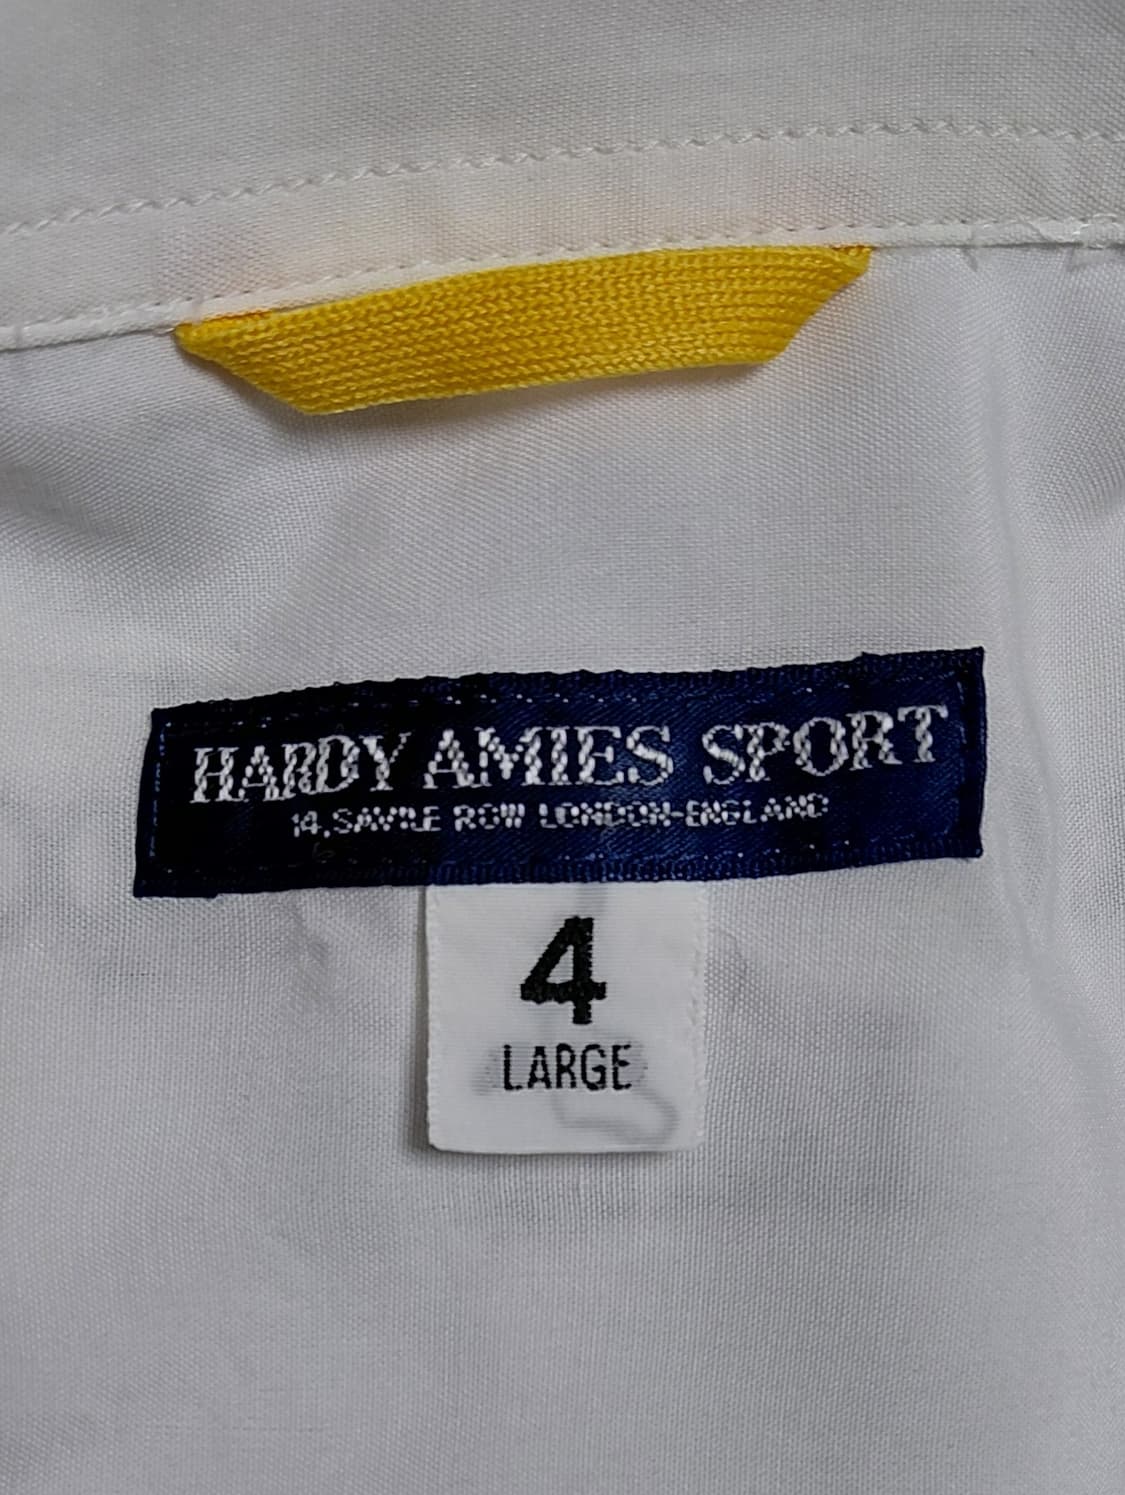 HARDY AMIES SPORT
14, SAVILE ROW LONDON-ENGLAND
4
LARGE